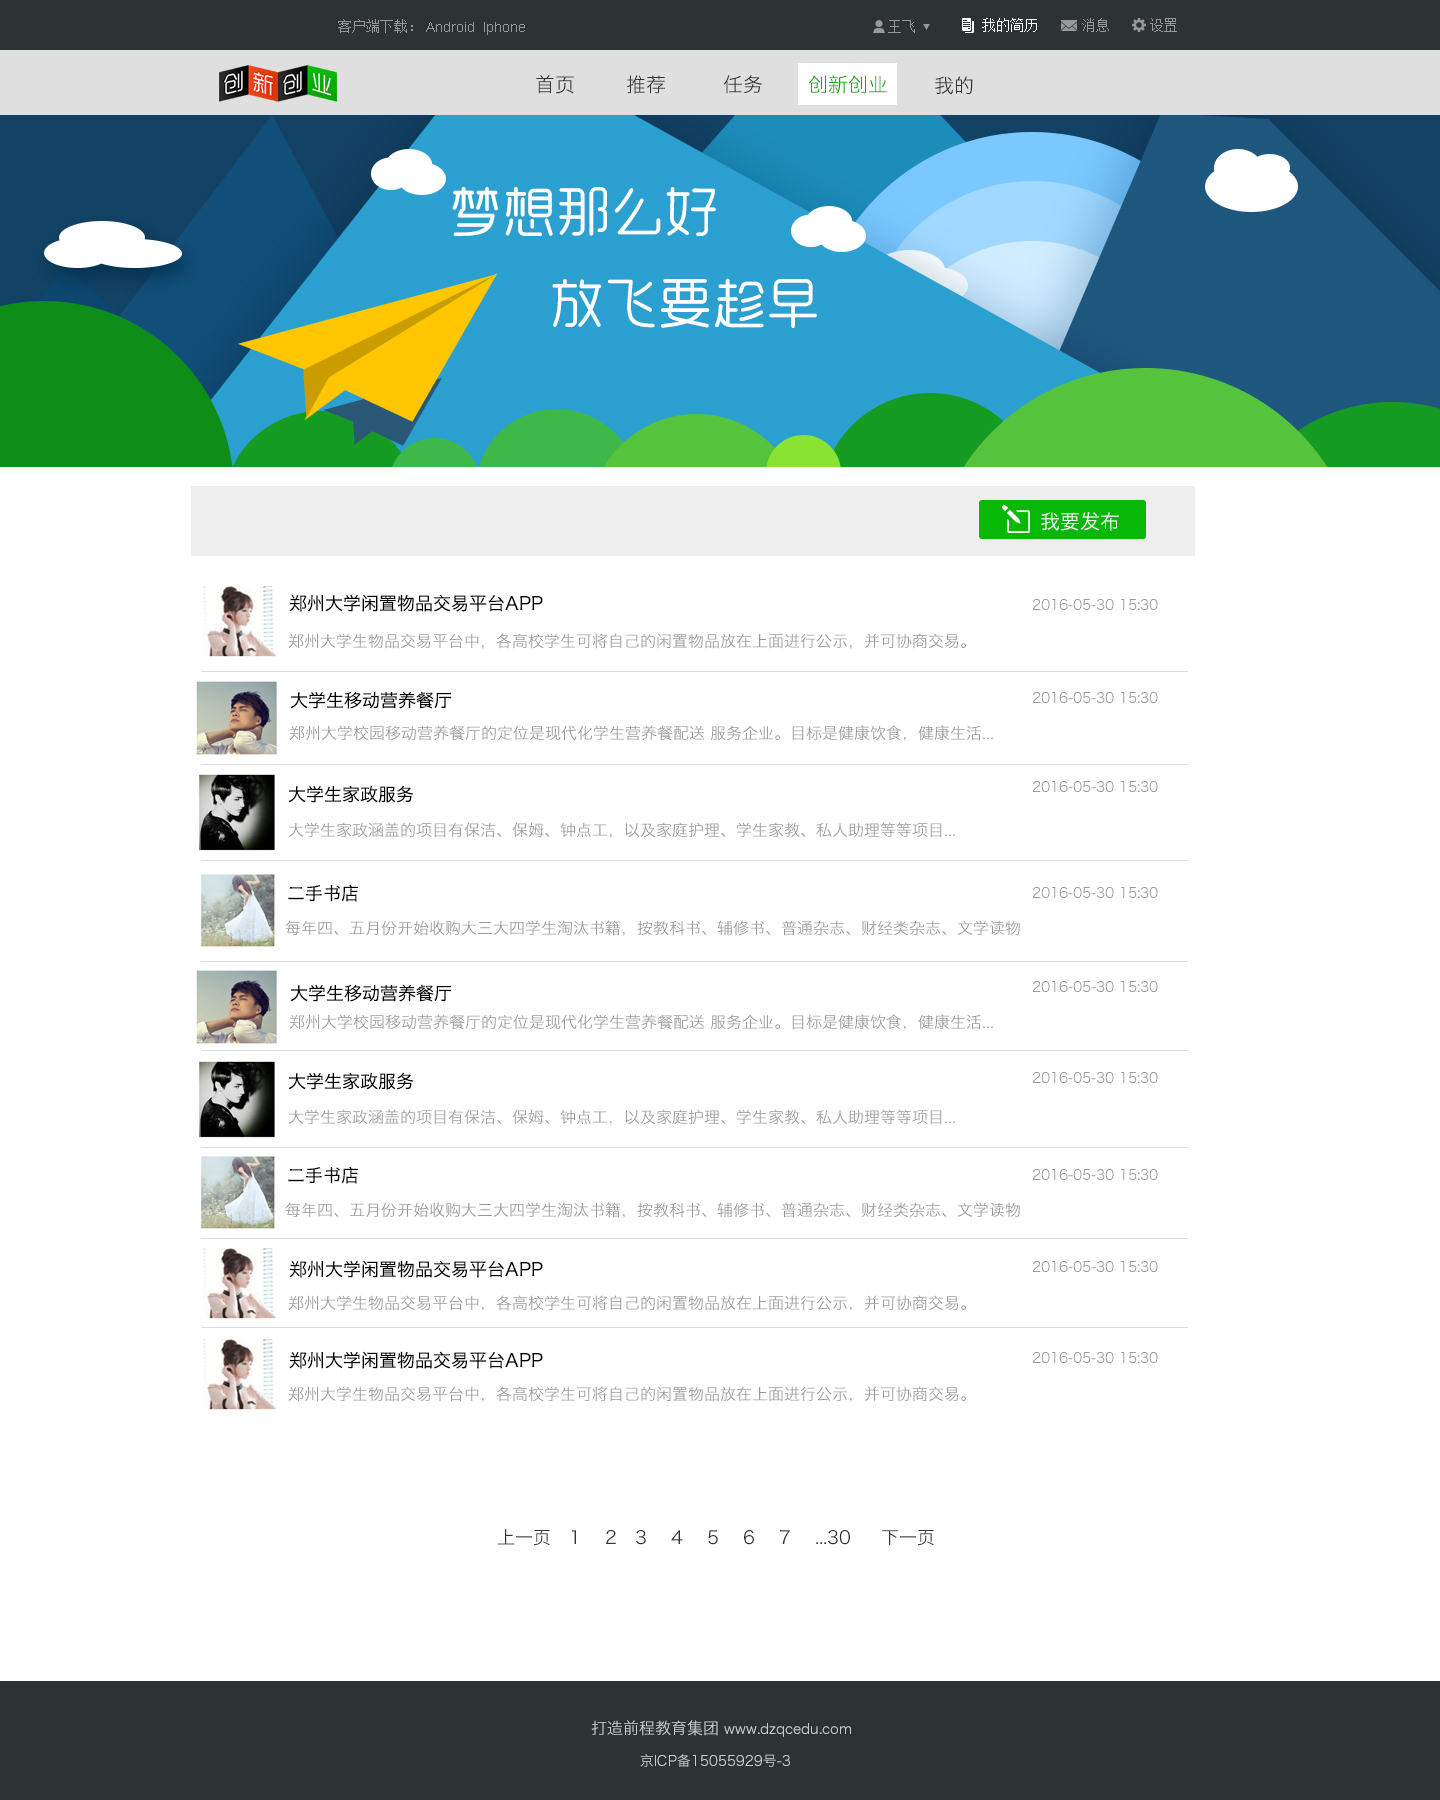 客户端下载： Android Iphone
王飞 ▼ 我的简历 消息 设置
创新创业
首页 推荐 任务 创新创业 我的
梦想那么好
放飞要趁早
我要发布
郑州大学闲置物品交易平台APP 2016-05-30 15:30
郑州大学生物品交易平台中，各高校学生可将自己的闲置物品放在上面进行公示，并可协商交易。
大学生移动营养餐厅 2016-05-30 15:30
郑州大学校园移动营养餐厅的定位是现代化学生营养餐配送 服务企业。目标是健康饮食，健康生活...
大学生家政服务 2016-05-30 15:30
大学生家政涵盖的项目有保洁、保姆、钟点工，以及家庭护理、学生家教、私人助理等等项目...
二手书店 2016-05-30 15:30
每年四、五月份开始收购大三大四学生淘汰书籍，按教科书、辅修书、普通杂志、财经类杂志、文学读物
大学生移动营养餐厅 2016-05-30 15:30
郑州大学校园移动营养餐厅的定位是现代化学生营养餐配送 服务企业。目标是健康饮食，健康生活...
大学生家政服务 2016-05-30 15:30
大学生家政涵盖的项目有保洁、保姆、钟点工，以及家庭护理、学生家教、私人助理等等项目...
二手书店 2016-05-30 15:30
每年四、五月份开始收购大三大四学生淘汰书籍，按教科书、辅修书、普通杂志、财经类杂志、文学读物
郑州大学闲置物品交易平台APP 2016-05-30 15:30
郑州大学生物品交易平台中，各高校学生可将自己的闲置物品放在上面进行公示，并可协商交易。
郑州大学闲置物品交易平台APP 2016-05-30 15:30
郑州大学生物品交易平台中，各高校学生可将自己的闲置物品放在上面进行公示，并可协商交易。
上一页 1 2 3 4 5 6 7 ...30 下一页
打造前程教育集团 www.dzqcedu.com
京ICP备15055929号-3